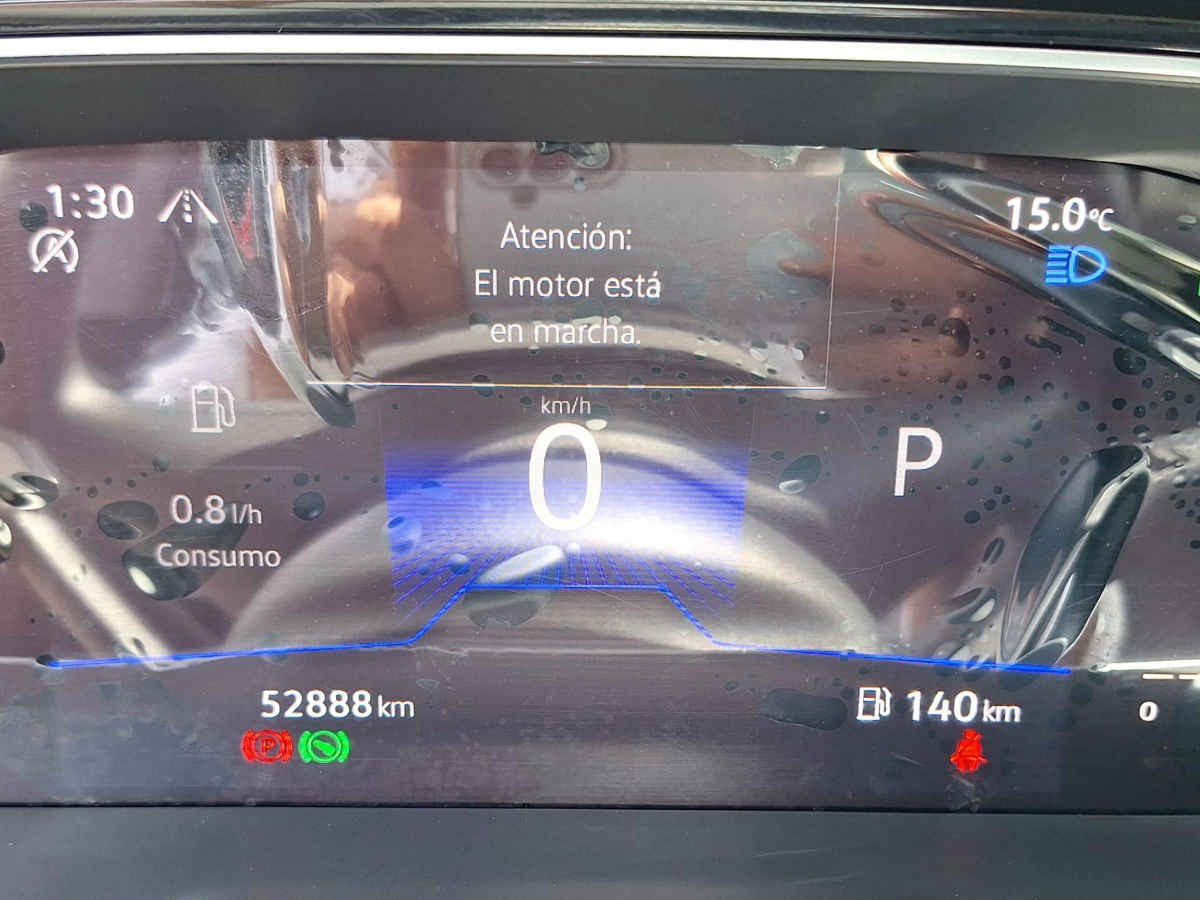 1:30
15.0°C
A
Atención:
El motor está
en marcha.
km/h
0
P
0.8 l/h
Consumo
52888 km
140 km
0
P